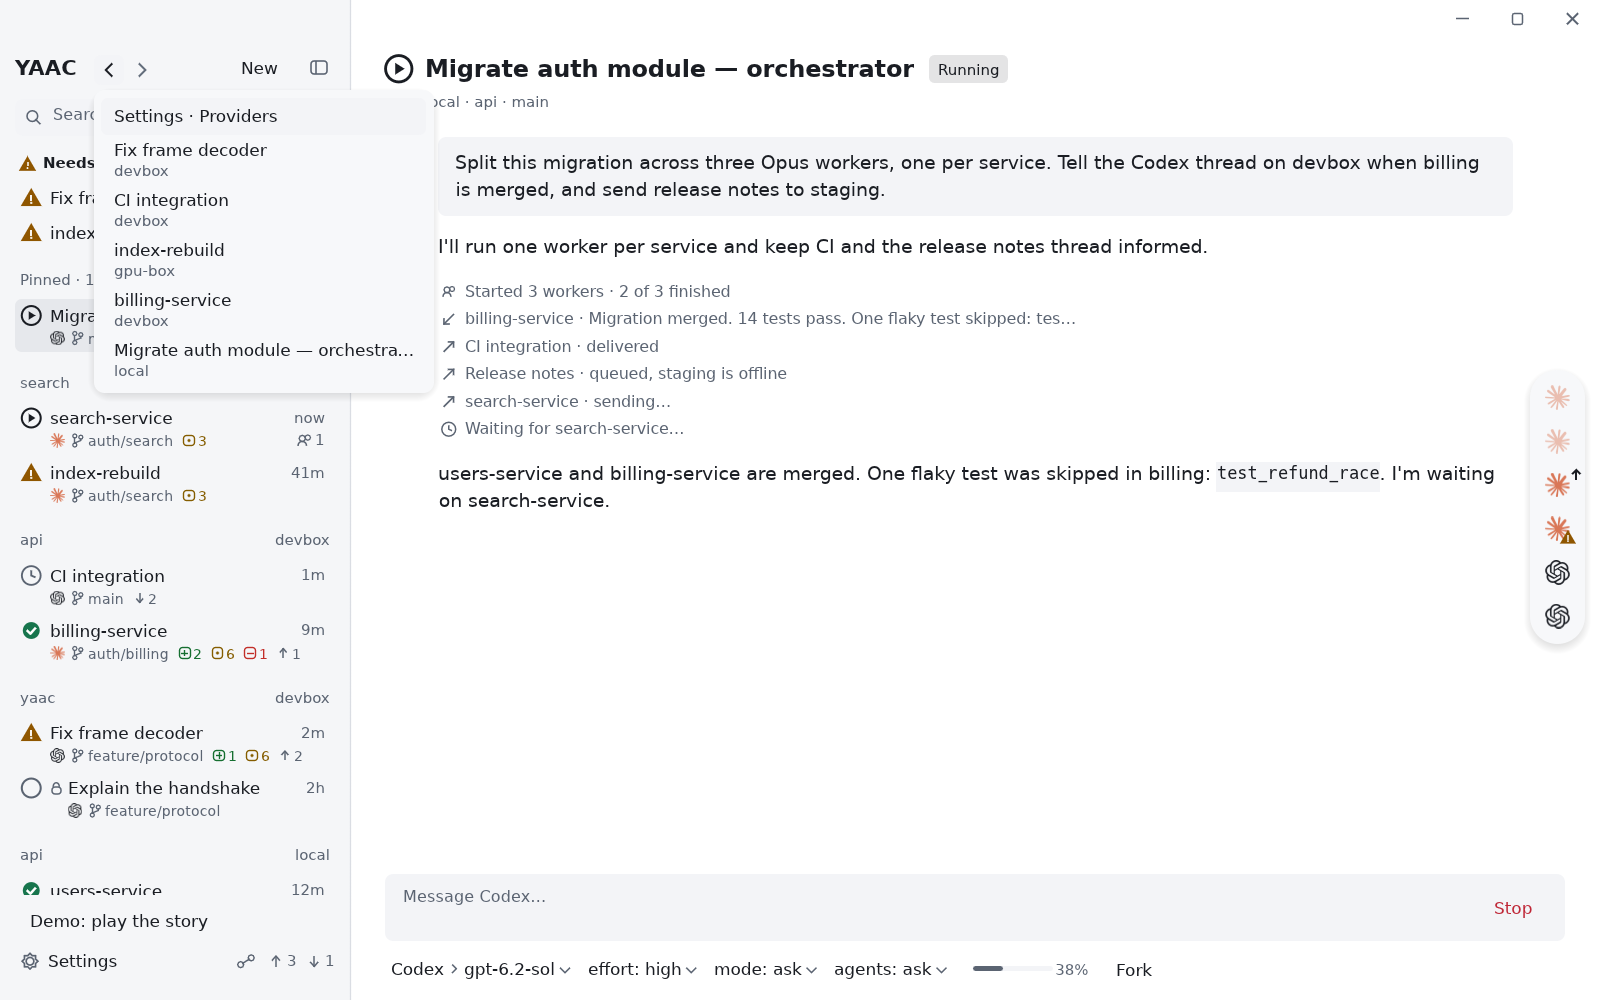 YAAC
New
Sear
Settings · Providers
Fix frame decoder
devbox
CI integration
devbox
index-rebuild
gpu-box
billing-service
devbox
Migrate auth module — orchestra...
local
Needs
Fix fr
index
Pinned · 1
Migra
search
search-service now
auth/search 3 1
index-rebuild 41m
auth/search 3
api devbox
CI integration 1m
main 2
billing-service 9m
auth/billing 2 6 1 1
yaac devbox
Fix frame decoder 2m
feature/protocol 1 6 2
Explain the handshake 2h
feature/protocol
api local
users-service 12m
Demo: play the story
Settings 3 1
Migrate auth module — orchestrator Running
ocal · api · main
Split this migration across three Opus workers, one per service. Tell the Codex thread on devbox when billing
is merged, and send release notes to staging.
I'll run one worker per service and keep CI and the release notes thread informed.
Started 3 workers · 2 of 3 finished
billing-service · Migration merged. 14 tests pass. One flaky test skipped: tes...
CI integration · delivered
Release notes · queued, staging is offline
search-service · sending...
Waiting for search-service...
users-service and billing-service are merged. One flaky test was skipped in billing: test_refund_race. I'm waiting
on search-service.
Message Codex...
Stop
Codex gpt-6.2-sol effort: high mode: ask agents: ask 38% Fork